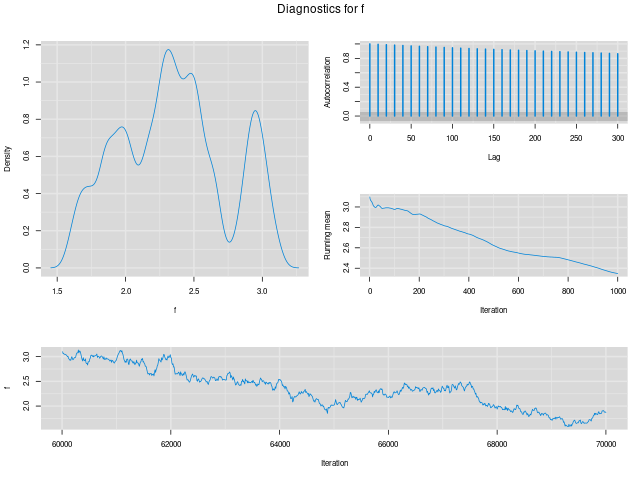 Diagnostics for f
Density
0.0 0.2 0.4 0.6 0.8 1.0 1.2
1.5 2.0 2.5 3.0
f
Autocorrelation
0.0 0.4 0.8
0 50 100 150 200 250 300
Lag
Running mean
2.4 2.6 2.8 3.0
0 200 400 600 800 1000
Iteration
f
2.0 2.5 3.0
60000 62000 64000 66000 68000 70000
Iteration